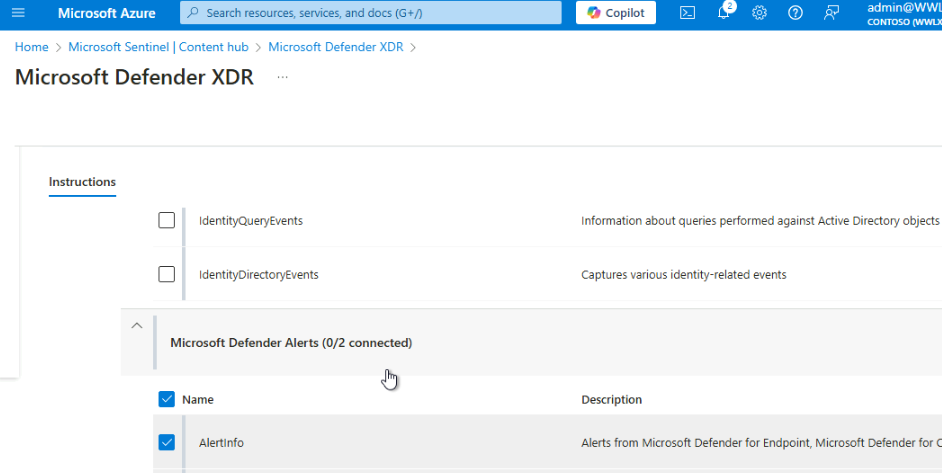 Microsoft Azure
Search resources, services, and docs (G+/)
Copilot
2
admin@WWL
CONTOSO (WWLX
Home > Microsoft Sentinel | Content hub > Microsoft Defender XDR >
Microsoft Defender XDR ...
Instructions
IdentityQueryEvents Information about queries performed against Active Directory objects
IdentityDirectoryEvents Captures various identity-related events
Microsoft Defender Alerts (0/2 connected)
Name Description
AlertInfo Alerts from Microsoft Defender for Endpoint, Microsoft Defender for